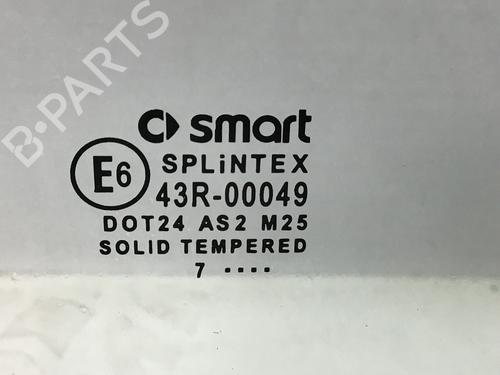 B-PARTS
smart
SPLiNTEX
E6
43R-00049
DOT24 AS2 M25
SOLID TEMPERED
7 ....